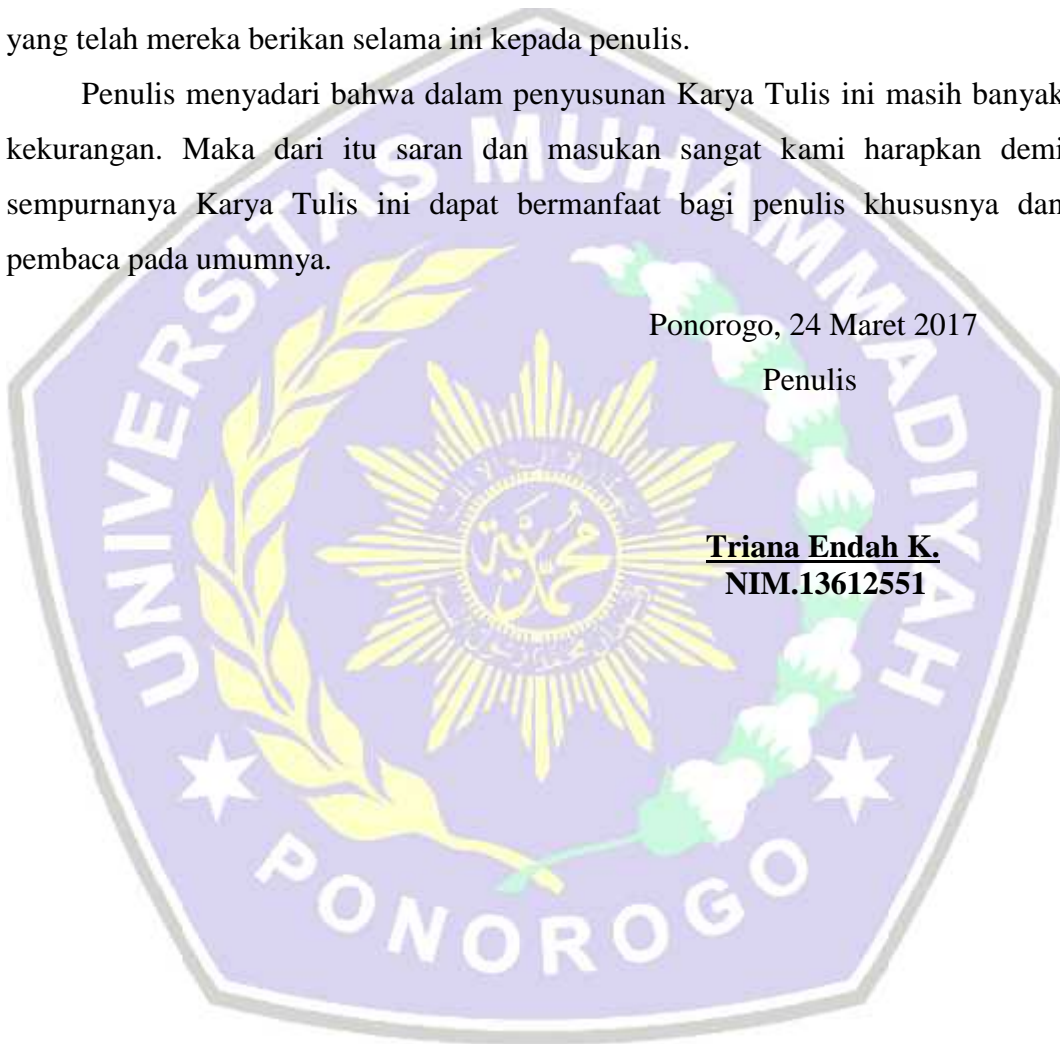 yang telah mereka berikan selama ini kepada penulis.
Penulis menyadari bahwa dalam penyusunan Karya Tulis ini masih banyak
kekurangan. Maka dari itu saran dan masukan sangat kami harapkan demi
sempurnanya Karya Tulis ini dapat bermanfaat bagi penulis khususnya dan
pembaca pada umumnya.
Ponorogo, 24 Maret 2017
Penulis
Triana Endah K.
NIM.13612551
UNIVERSITAS MUHAMMADIYAH
PONOROGO